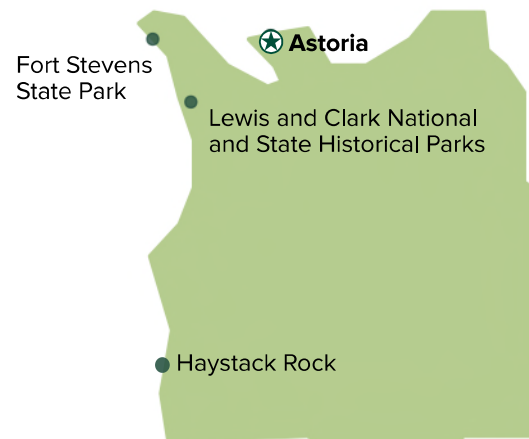 Astoria
Fort Stevens
State Park
Lewis and Clark National
and State Historical Parks
Haystack Rock